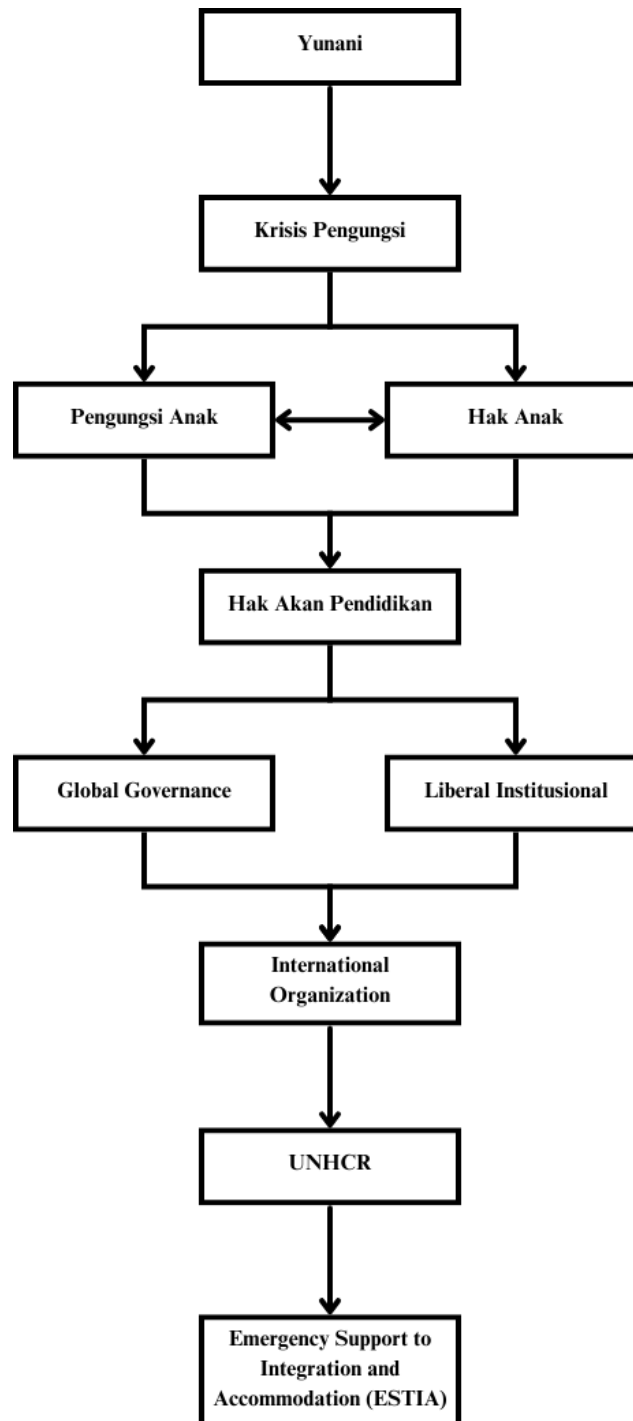 Yunani
Krisis Pengungsi
Pengungsi Anak
Hak Anak
Hak Akan Pendidikan
Global Governance
Liberal Institusional
International
Organization
UNHCR
Emergency Support to
Integration and
Accommodation (ESTIA)